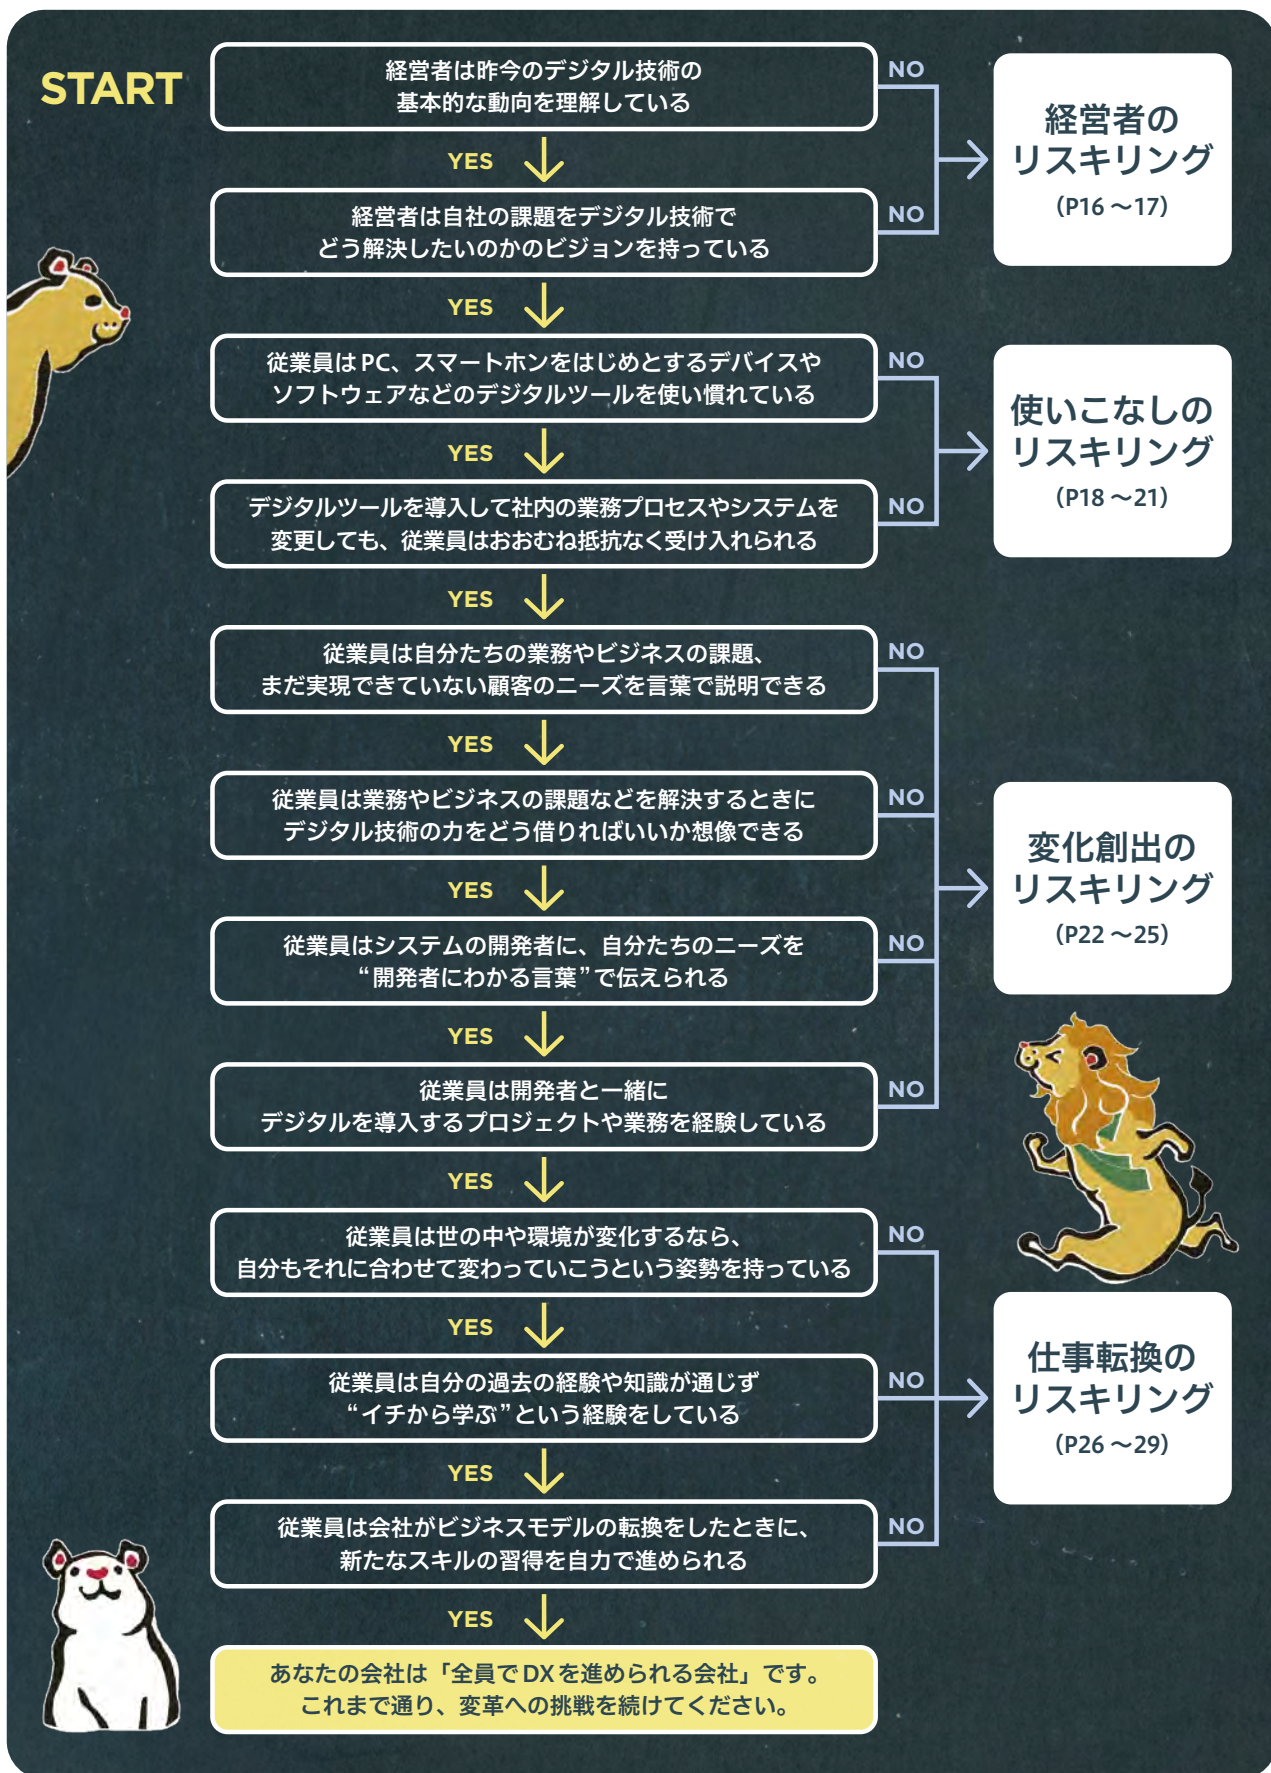 START
経営者は昨今のデジタル技術の
基本的な動向を理解している
NO
経営者の
リスキリング
（P16 〜17）
YES
経営者は自社の課題をデジタル技術で
どう解決したいのかのビジョンを持っている
NO
YES
従業員は PC、スマートホンをはじめとするデバイスや
ソフトウェアなどのデジタルツールを使い慣れている
NO
使いこなしの
リスキリング
（P18 〜21）
YES
デジタルツールを導入して社内の業務プロセスやシステムを
変更しても、従業員はおおむね抵抗なく受け入れられる
NO
YES
従業員は自分たちの業務やビジネスの課題、
まだ実現できていない顧客のニーズを言葉で説明できる
NO
YES
従業員は業務やビジネスの課題などを解決するときに
デジタル技術の力をどう借りればいいか想像できる
NO
変化創出の
リスキリング
（P22 〜25）
YES
従業員はシステムの開発者に、自分たちのニーズを
“開発者にわかる言葉”で伝えられる
NO
YES
従業員は開発者と一緒に
デジタルを導入するプロジェクトや業務を経験している
NO
YES
従業員は世の中や環境が変化するなら、
自分もそれに合わせて変わっていこうという姿勢を持っている
NO
YES
従業員は自分の過去の経験や知識が通じず
“イチから学ぶ”という経験をしている
NO
仕事転換の
リスキリング
（P26 〜29）
YES
従業員は会社がビジネスモデルの転換をしたときに、
新たなスキルの習得を自力で進められる
NO
YES
あなたの会社は「全員で DX を進められる会社」です。
これまで通り、変革への挑戦を続けてください。